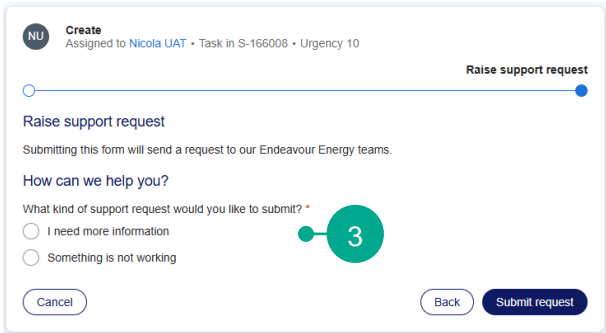 NU
Create
Assigned to Nicola UAT • Task in S-166008 • Urgency 10
Raise support request
Raise support request
Submitting this form will send a request to our Endeavour Energy teams.
How can we help you?
What kind of support request would you like to submit? *
I need more information
3
Something is not working
Cancel
Back
Submit request